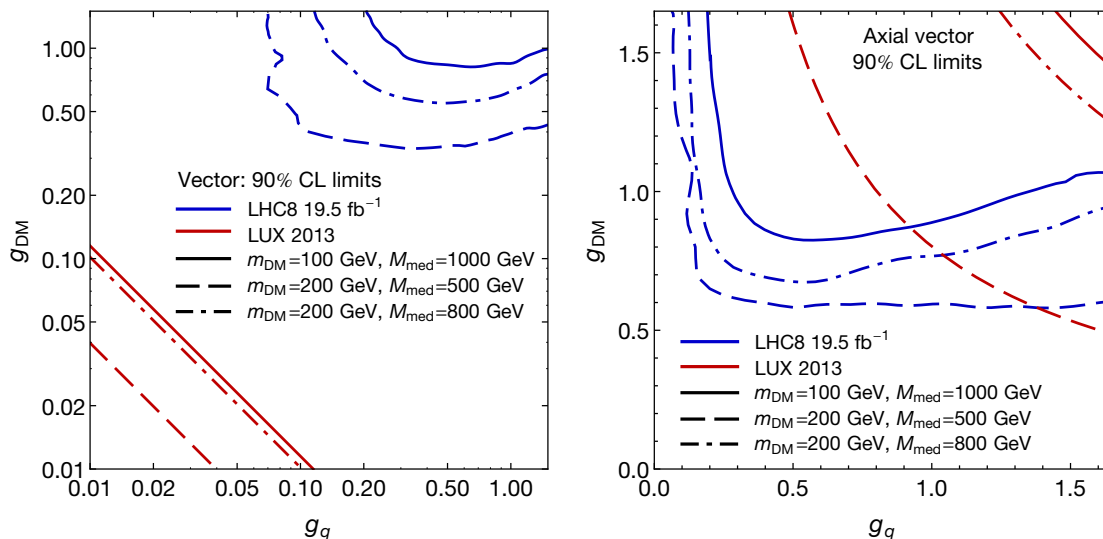 1.00
0.50
0.20
0.10
0.05
0.02
0.01
g_DM
Vector: 90% CL limits
LHC8 19.5 fb⁻¹
LUX 2013
m_DM=100 GeV, M_med=1000 GeV
m_DM=200 GeV, M_med=500 GeV
m_DM=200 GeV, M_med=800 GeV
0.01 0.02 0.05 0.10 0.20 0.50 1.00
g_q
1.5
1.0
0.5
0.0
g_DM
Axial vector
90% CL limits
LHC8 19.5 fb⁻¹
LUX 2013
m_DM=100 GeV, M_med=1000 GeV
m_DM=200 GeV, M_med=500 GeV
m_DM=200 GeV, M_med=800 GeV
0.0 0.5 1.0 1.5
g_q